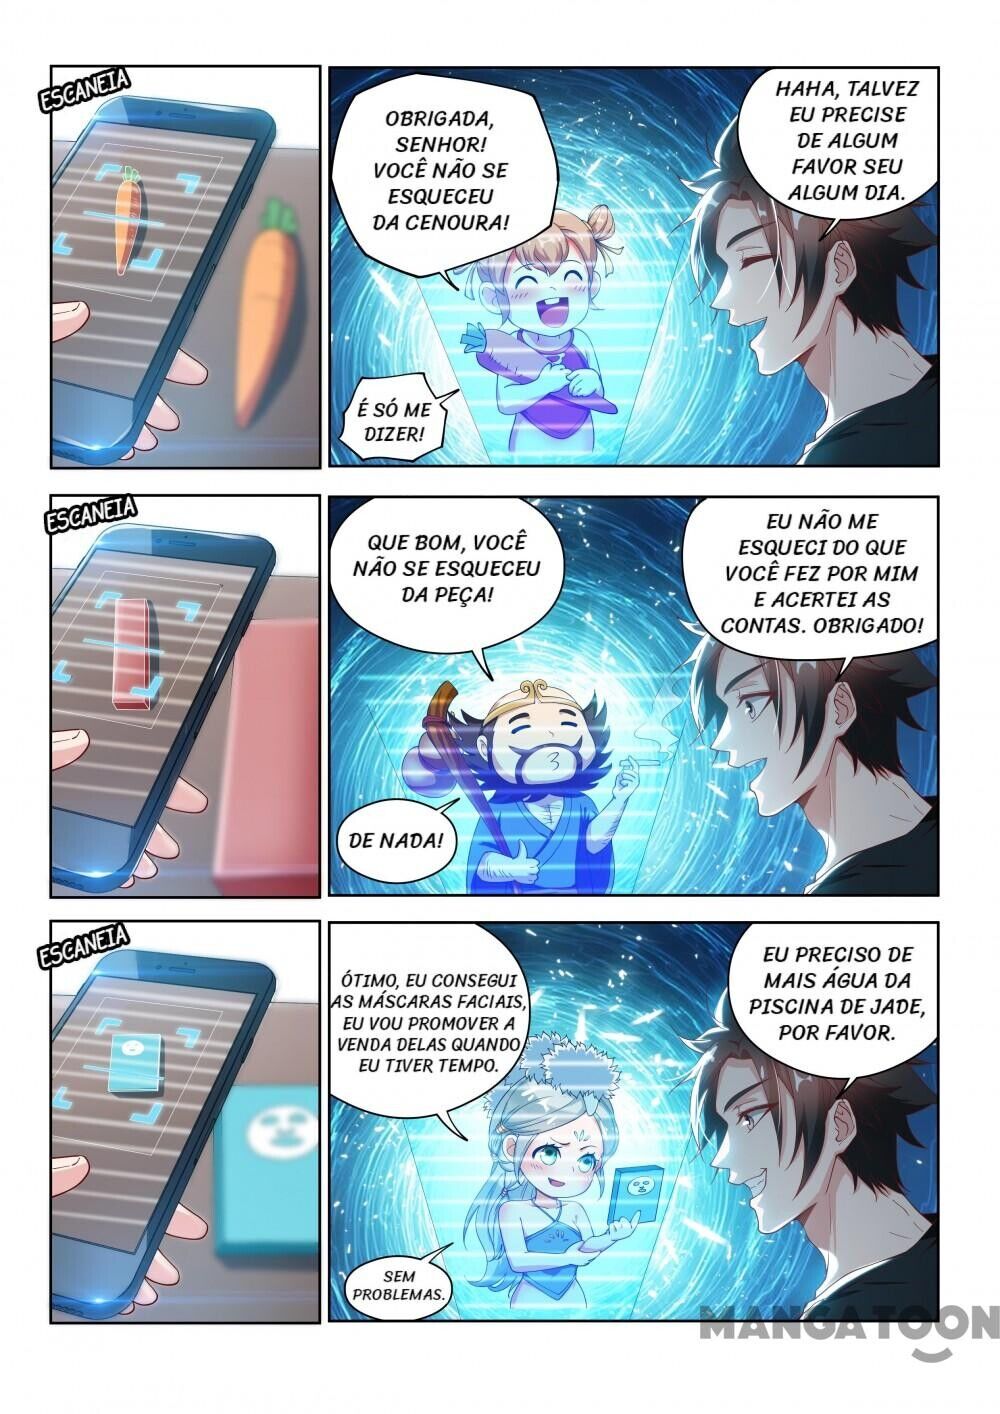 ESCANEIA
OBRIGADA,
SENHOR!
VOCÊ NÃO SE
ESQUECEU
DA CENOURA!
HAHA, TALVEZ
EU PRECISE
DE ALGUM
FAVOR SEU
ALGUM DIA.
É SÓ ME
DIZER!
ESCANEIA
QUE BOM, VOCÊ
NÃO SE ESQUECEU
DA PEÇA!
EU NÃO ME
ESQUECI DO QUE
VOCÊ FEZ POR MIM
E ACERTEI AS
CONTAS. OBRIGADO!
DE NADA!
ESCANEIA
ÓTIMO, EU CONSEGUI
AS MÁSCARAS FACIAIS,
EU VOU PROMOVER A
VENDA DELAS QUANDO
EU TIVER TEMPO.
EU PRECISO DE
MAIS ÁGUA DA
PISCINA DE JADE,
POR FAVOR.
SEM
PROBLEMAS.
MANGATOON